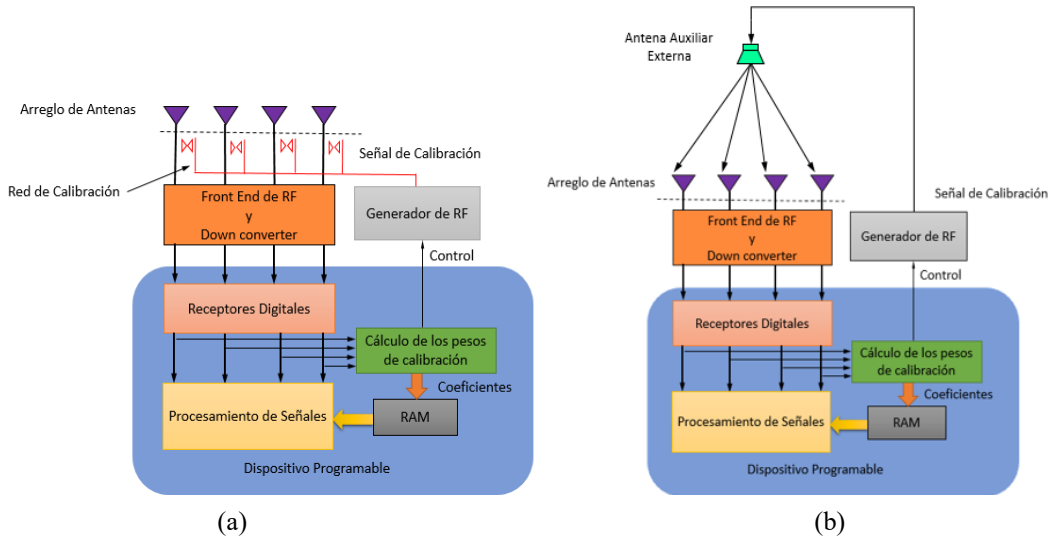 Arreglo de Antenas
Señal de Calibración
Red de Calibración
Front End de RF
y
Down converter
Generador de RF
Control
Receptores Digitales
Cálculo de los pesos
de calibración
Coeficientes
Procesamiento de Señales
RAM
Dispositivo Programable
(a)
Antena Auxiliar
Externa
Arreglo de Antenas
Señal de Calibración
Front End de RF
y
Down converter
Generador de RF
Control
Receptores Digitales
Cálculo de los pesos
de calibración
Coeficientes
Procesamiento de Señales
RAM
Dispositivo Programable
(b)